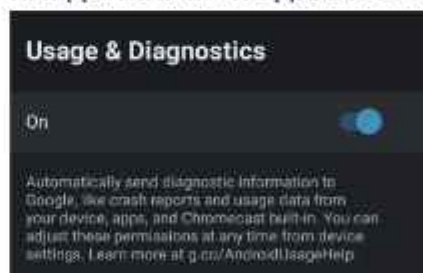 Usage & Diagnostics
On
Automatically send diagnostic information to
Google, like crash reports and usage data from
your device, apps, and Chromecast built-in. You can
adjust these permissions at any time from device
settings. Learn more at g.co/AndroidUsageHelp